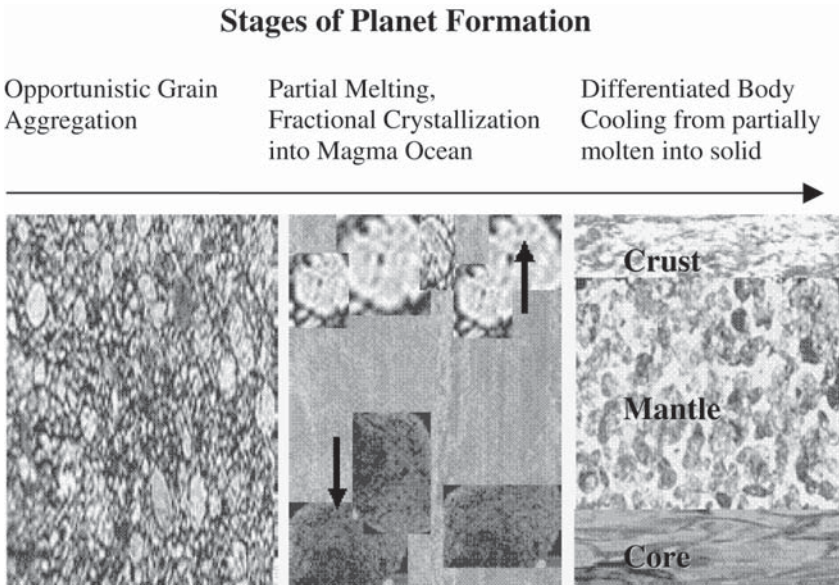 Stages of Planet Formation
Opportunistic Grain
Aggregation
Partial Melting,
Fractional Crystallization
into Magma Ocean
Differentiated Body
Cooling from partially
molten into solid
Crust
Mantle
Core